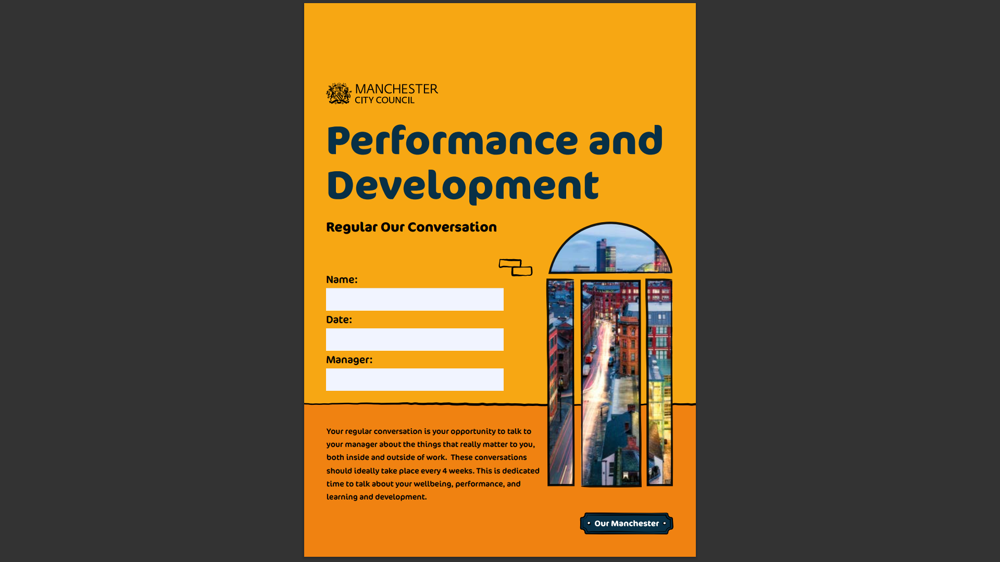 MANCHESTER
CITY COUNCIL
Performance and
Development
Regular Our Conversation
Name:
Date:
Manager:
Your regular conversation is your opportunity to talk to
your manager about the things that really matter to you,
both inside and outside of work.  These conversations
should ideally take place every 4 weeks. This is dedicated
time to talk about your wellbeing, performance, and
learning and development.
Our Manchester